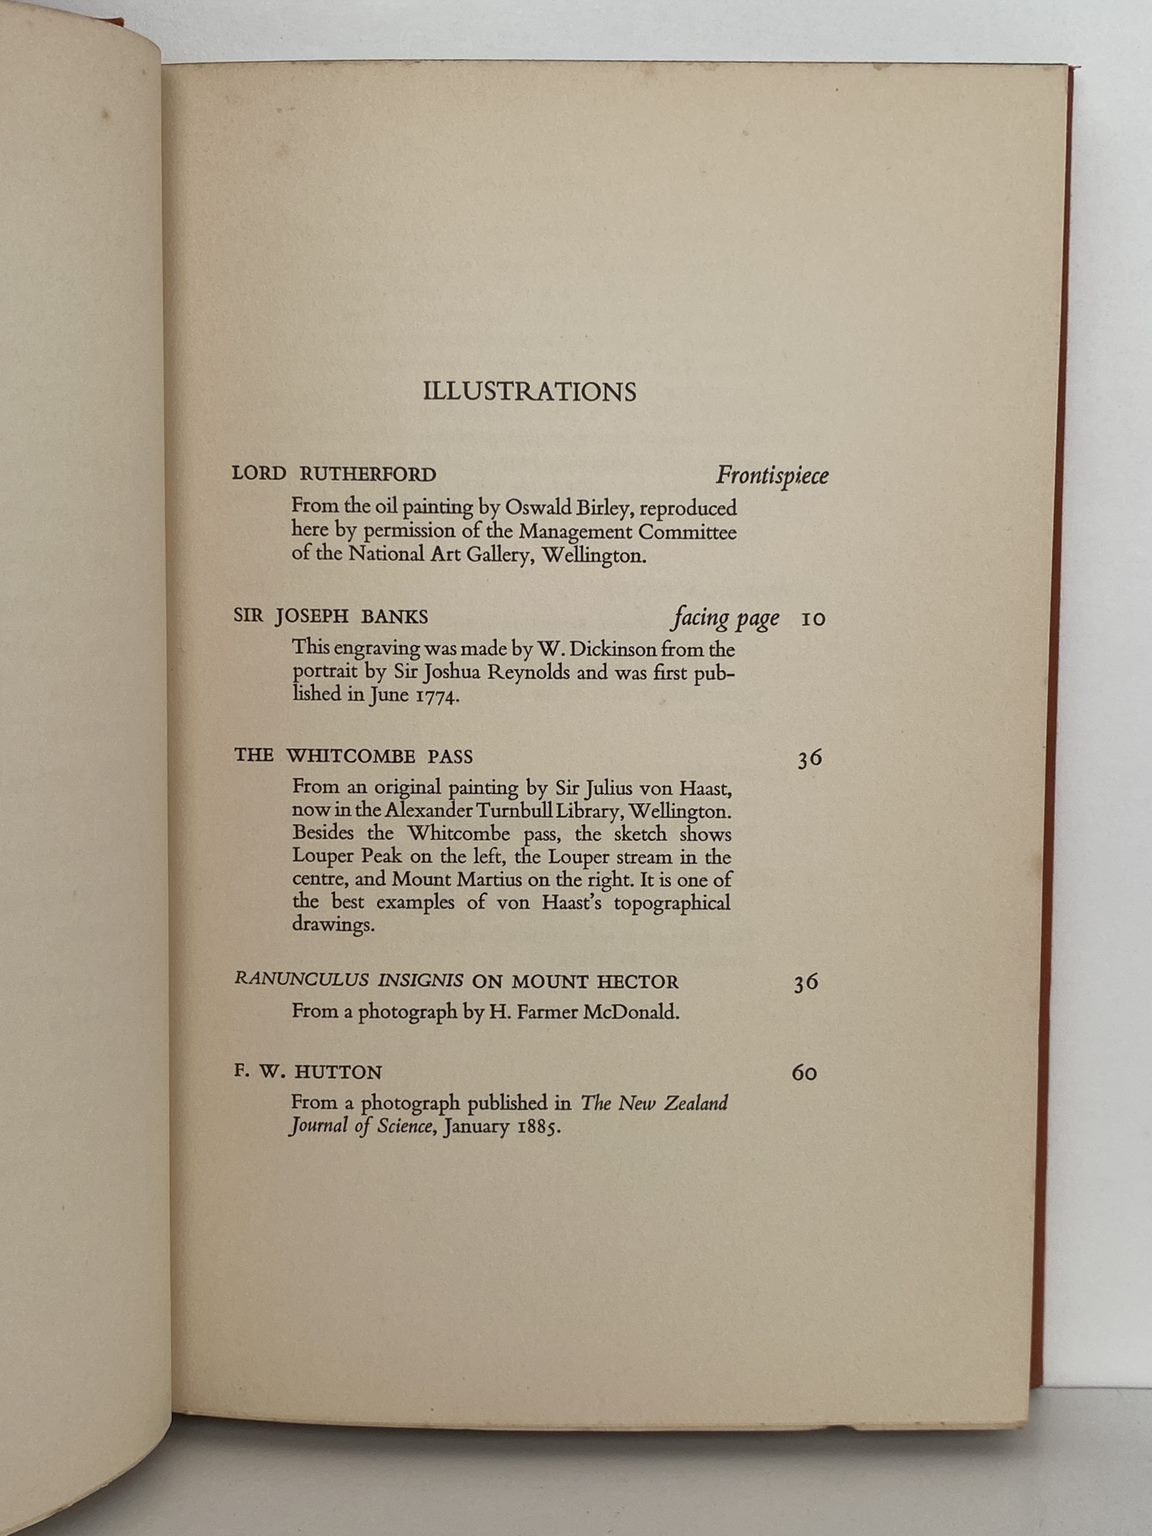 ILLUSTRATIONS
LORD RUTHERFORD Frontispiece
From the oil painting by Oswald Birley, reproduced
here by permission of the Management Committee
of the National Art Gallery, Wellington.
SIR JOSEPH BANKS facing page 10
This engraving was made by W. Dickinson from the
portrait by Sir Joshua Reynolds and was first pub-
lished in June 1774.
THE WHITCOMBE PASS 36
From an original painting by Sir Julius von Haast,
now in the Alexander Turnbull Library, Wellington.
Besides the Whitcombe pass, the sketch shows
Louper Peak on the left, the Louper stream in the
centre, and Mount Martius on the right. It is one of
the best examples of von Haast's topographical
drawings.
RANUNCULUS INSIGNIS ON MOUNT HECTOR 36
From a photograph by H. Farmer McDonald.
F. W. HUTTON 60
From a photograph published in The New Zealand
Journal of Science, January 1885.